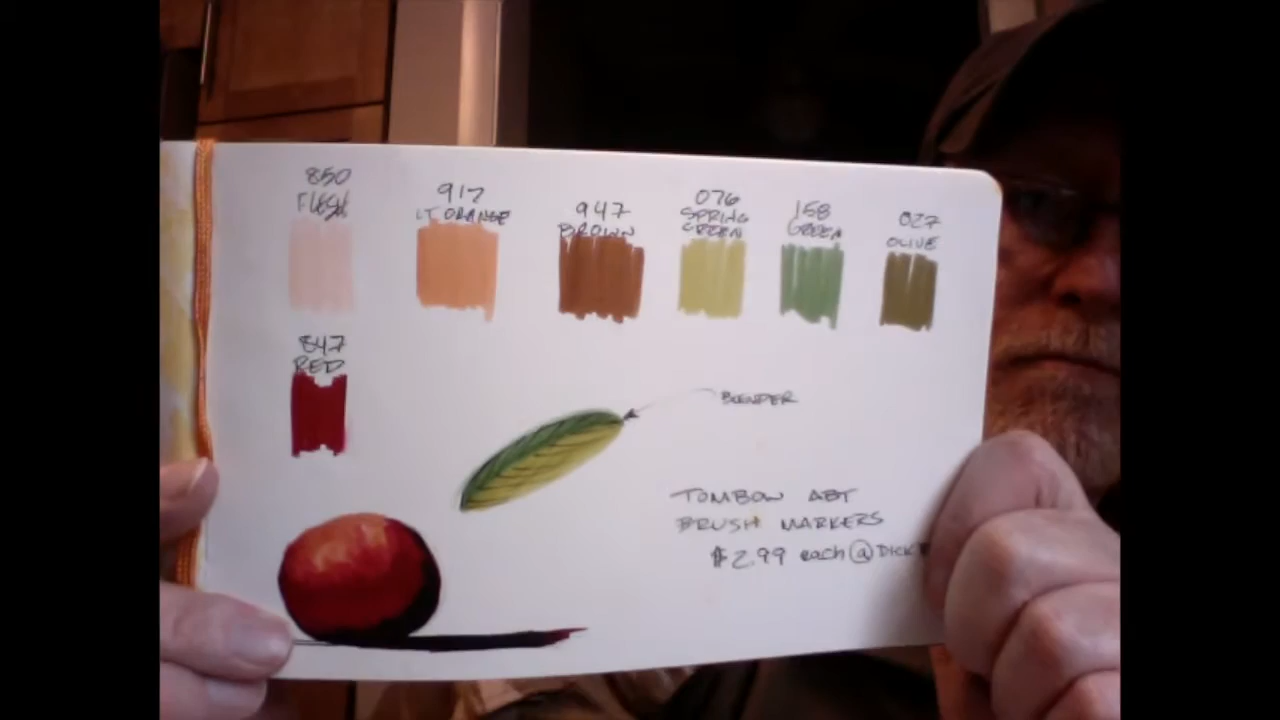 850
FLESH
917
LT ORANGE
947
BROWN
076
SPRING
GREEN
158
GREEN
027
OLIVE
847
RED
BLENDER
TOMBOW ABT
BRUSH MARKERS
$2.99 each @ DICK